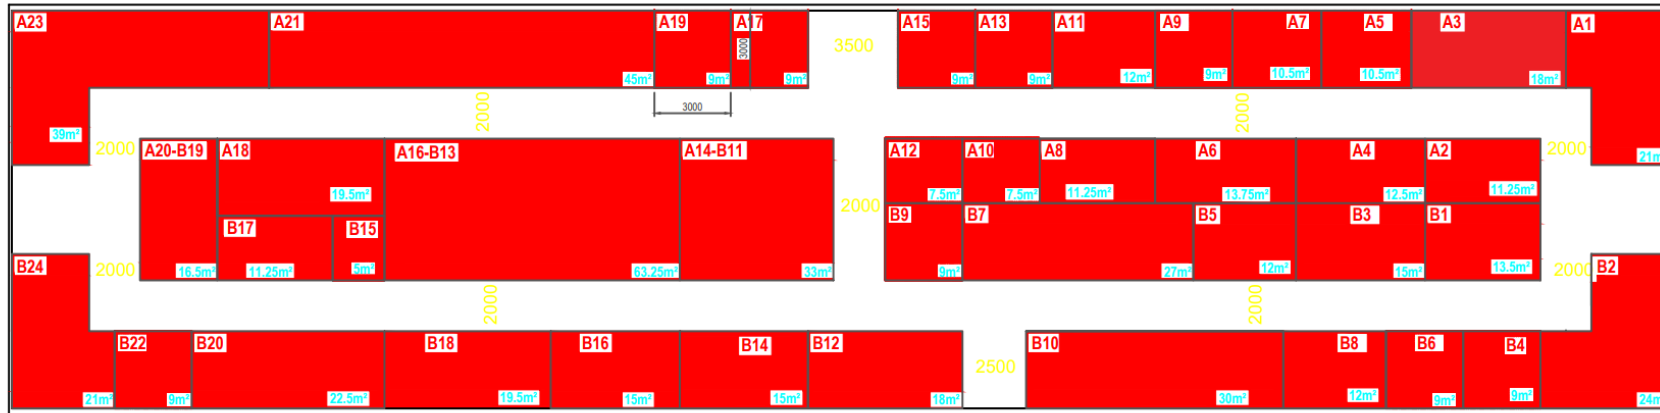 A23 A21 A19 A17 A15 A13 A11 A9 A7 A5 A3 A1
3500
3000
45m² 9m² 9m² 9m² 9m² 12m² 9m² 10.5m² 10.5m² 18m²
3000
2000 2000
39m²
2000 2000
A20-B19 A18 A16-B13 A14-B11 A12 A10 A8 A6 A4 A2
21m
19.5m² 7.5m² 7.5m² 11.25m² 13.75m² 12.5m² 11.25m²
2000
B17 B15 B9 B7 B5 B3 B1
B24 2000 2000 B2
16.5m² 11.25m² 5m² 63.25m² 33m² 9m² 27m² 12m² 15m² 13.5m²
2000 2000
B22 B20 B18 B16 B14 B12 B10 B8 B6 B4
2500
21m² 9m² 22.5m² 19.5m² 15m² 15m² 18m² 30m² 12m² 9m² 9m² 24m